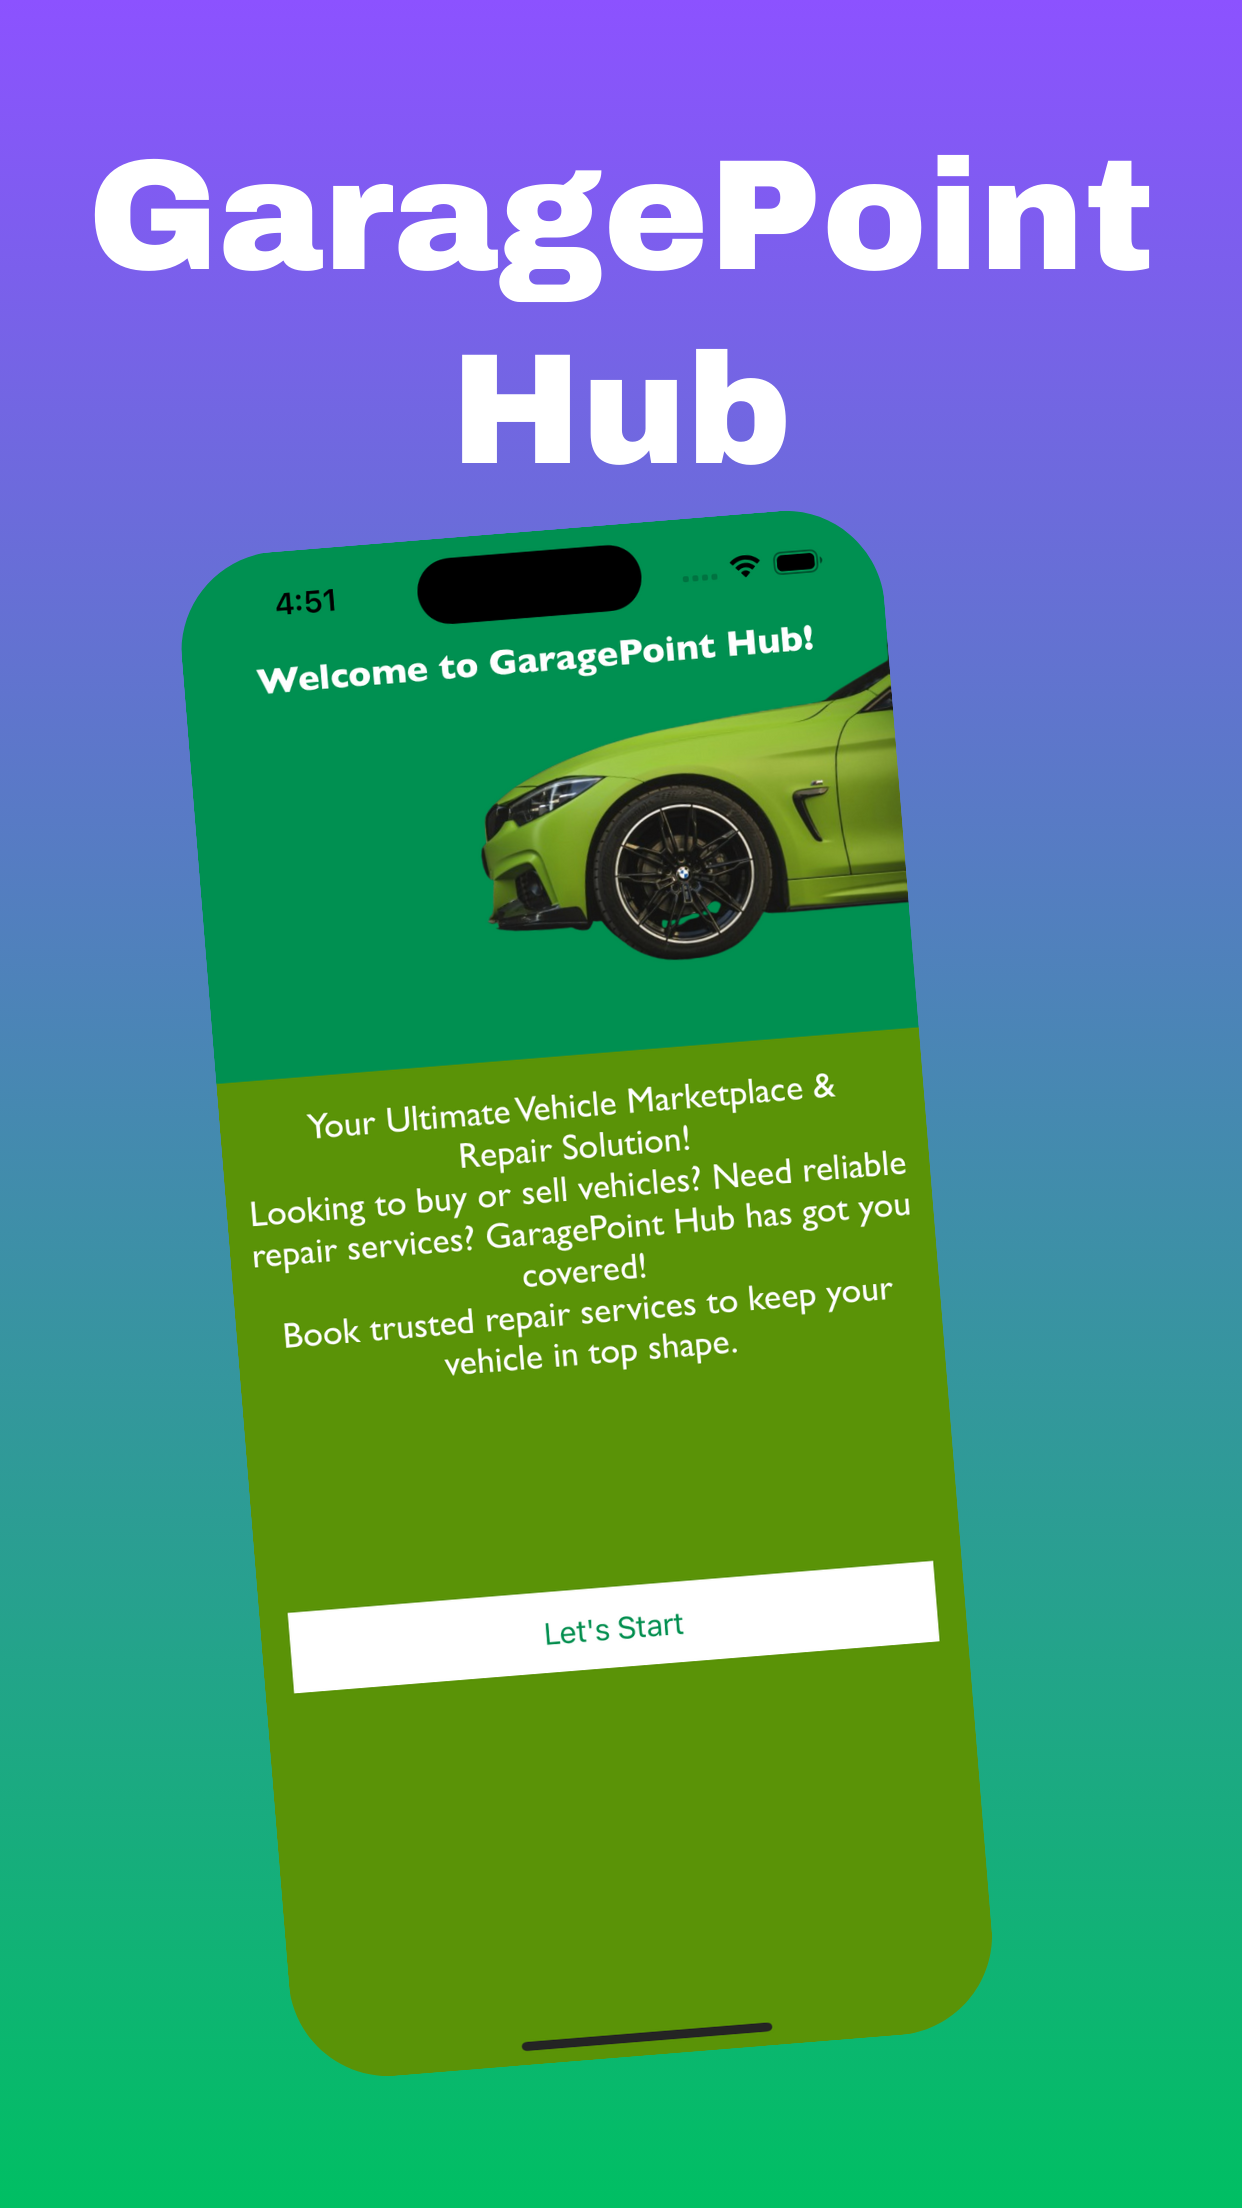 GaragePoint
Hub
4:51
Welcome to GaragePoint Hub!
Your Ultimate Vehicle Marketplace &
Repair Solution!
Looking to buy or sell vehicles? Need reliable
repair services? GaragePoint Hub has got you
covered!
Book trusted repair services to keep your
vehicle in top shape.
Let's Start